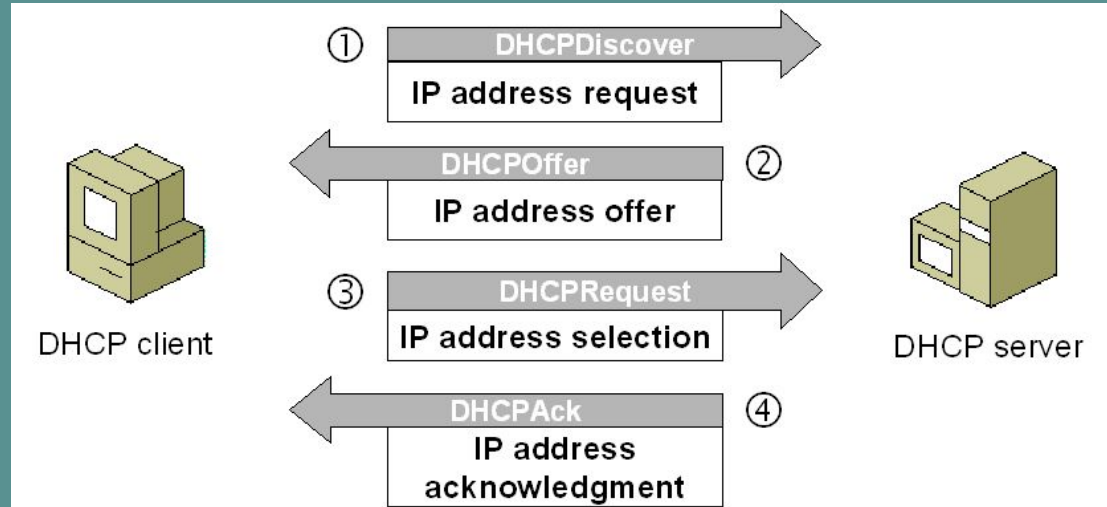 ① DHCPDiscover
IP address request
DHCPOffer ②
IP address offer
③ DHCPRequest
IP address selection
DHCP client
DHCP server
DHCPAck ④
IP address
acknowledgment